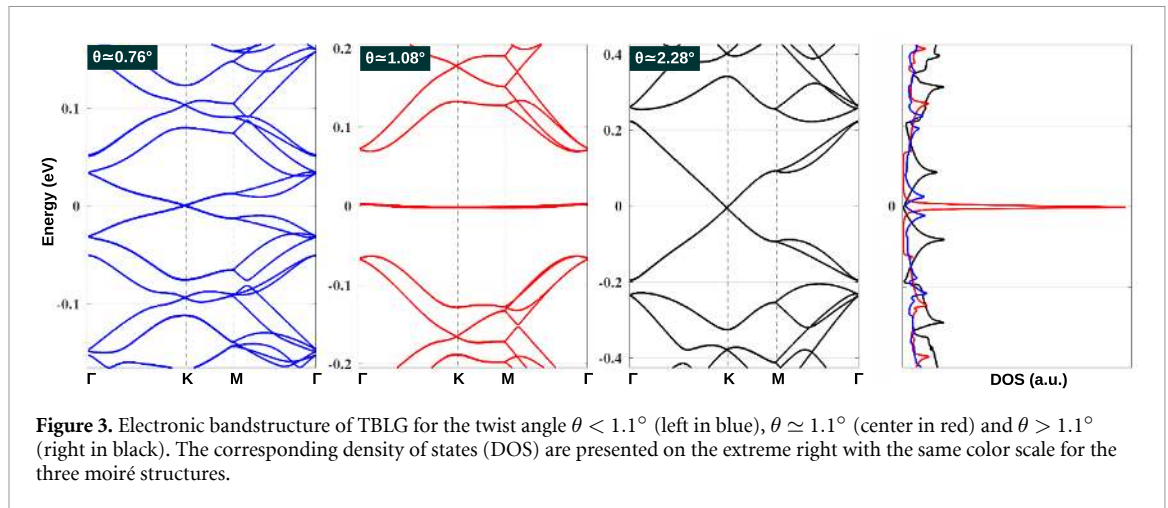 θ≃0.76°
θ≃1.08°
θ≃2.28°
Energy (eV)
0.1
0
-0.1
0.2
0.1
0
-0.1
-0.2
0.4
0.2
0
-0.2
-0.4
0
Γ K M Γ
Γ K M Γ
Γ K M Γ
DOS (a.u.)
Figure 3. Electronic bandstructure of TBLG for the twist angle θ < 1.1° (left in blue), θ ≃ 1.1° (center in red) and θ > 1.1°
(right in black). The corresponding density of states (DOS) are presented on the extreme right with the same color scale for the
three moiré structures.